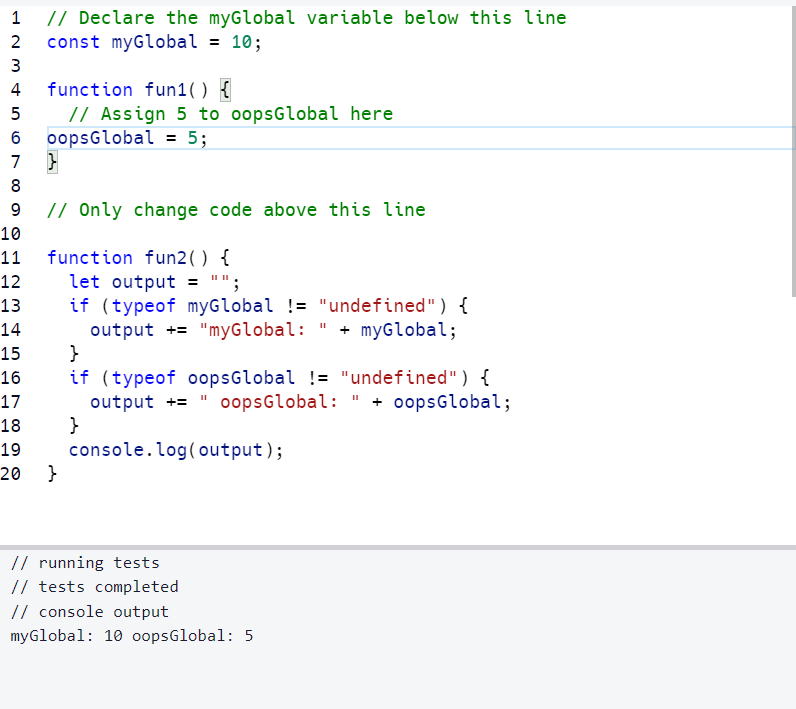 1 // Declare the myGlobal variable below this line
2 const myGlobal = 10;
3
4 function fun1() {
5   // Assign 5 to oopsGlobal here
6 oopsGlobal = 5;
7 }
8
9 // Only change code above this line
10
11 function fun2() {
12   let output = "";
13   if (typeof myGlobal != "undefined") {
14     output += "myGlobal: " + myGlobal;
15   }
16   if (typeof oopsGlobal != "undefined") {
17     output += " oopsGlobal: " + oopsGlobal;
18   }
19   console.log(output);
20 }
// running tests
// tests completed
// console output
myGlobal: 10 oopsGlobal: 5